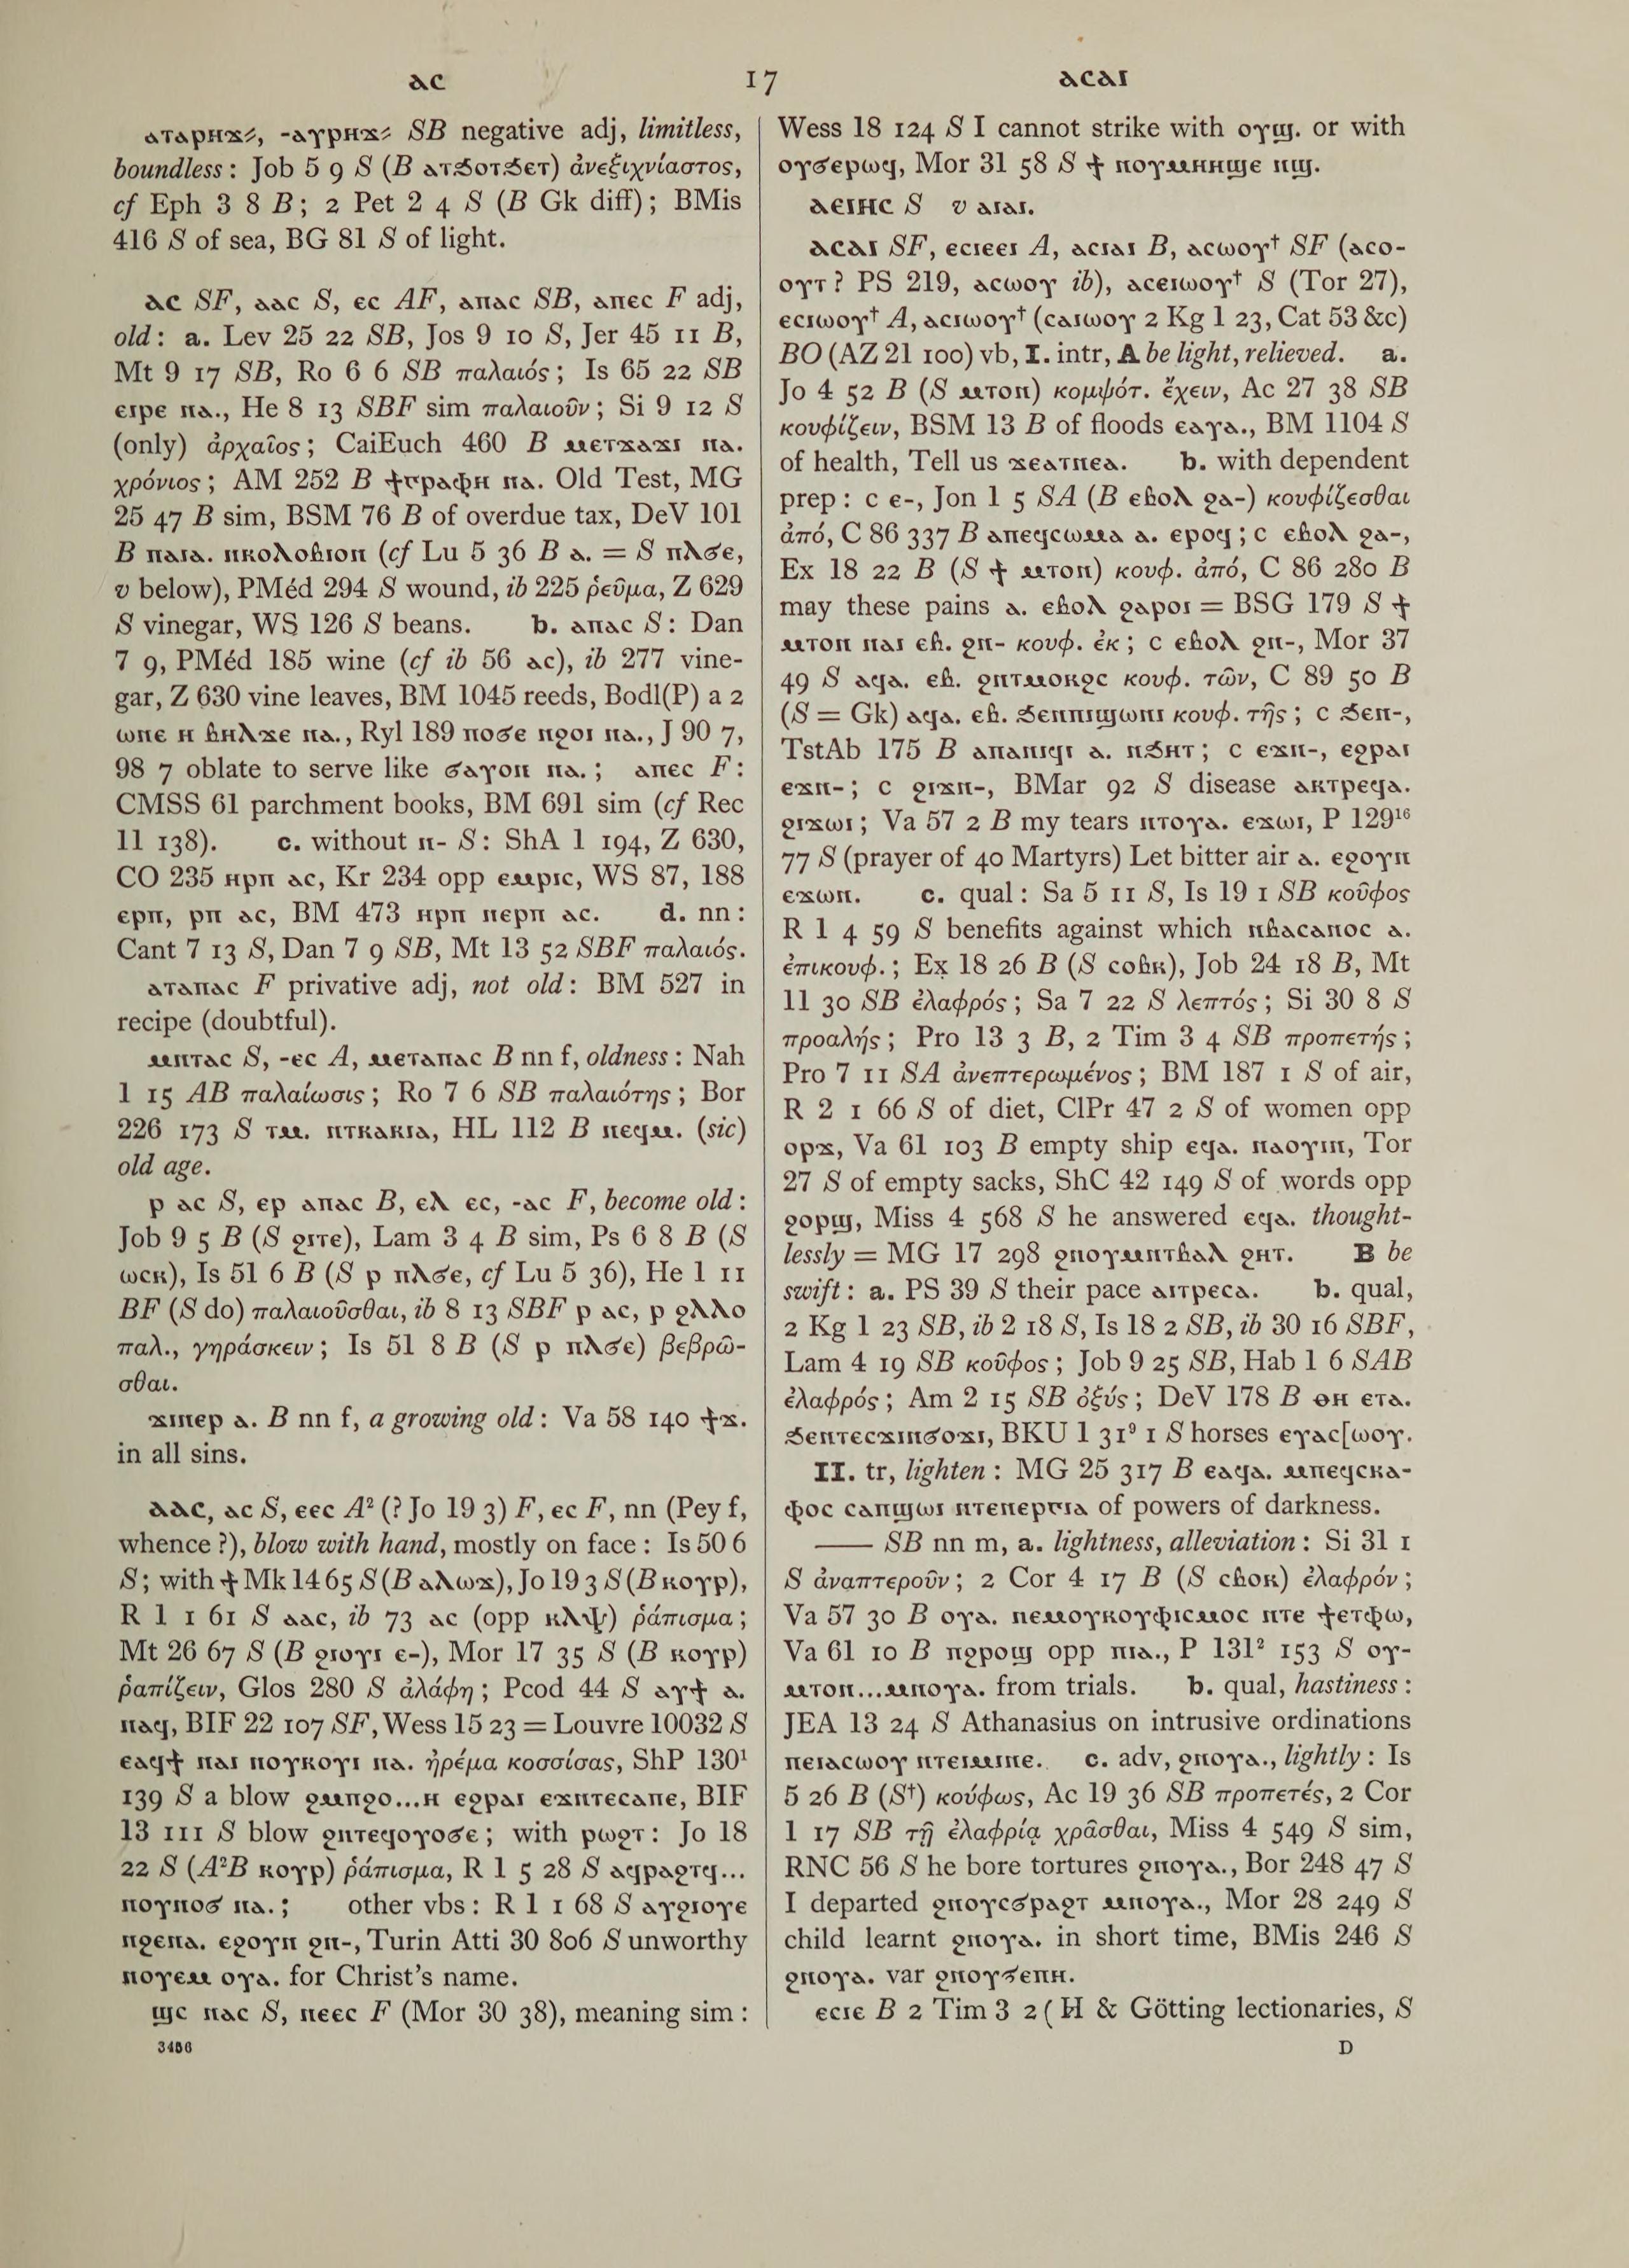 ⲁⲥ 17 ⲁⲥⲁⲓ
ⲁⲧⲁⲣⲏϫ⸗, -ⲁⲩⲣⲏϫ⸗ SB negative adj, limitless,
boundless: Job 5 9 S (B ⲁⲧϧⲟⲧϧⲉⲧ) ἀνεξιχνίαστος,
cf Eph 3 8 B; 2 Pet 2 4 S (B Gk diff); BMis
416 S of sea, BG 81 S of light.
ⲁⲥ SF, ⲁⲁⲥ S, ⲉⲥ AF, ⲁⲡⲁⲥ SB, ⲁⲡⲉⲥ F adj,
old: a. Lev 25 22 SB, Jos 9 10 S, Jer 45 11 B,
Mt 9 17 SB, Ro 6 6 SB παλαιός; Is 65 22 SB
ⲉⲓⲣⲉ ⲛⲁ., He 8 13 SBF sim παλαιοῦν; Si 9 12 S
(only) ἀρχαῖος; CaiEuch 460 B ⲙⲉⲧϫⲁϫⲓ ⲛⲁ.
χρόνιος; AM 252 B ϯⲅⲣⲁⲫⲏ ⲛⲁ. Old Test, MG
25 47 B sim, BSM 76 B of overdue tax, DeV 101
B ⲡⲁⲓⲁ. ⲛⲕⲟⲗⲟⲃⲓⲟⲛ (cf Lu 5 36 B ⲁ. = S ⲡⲗϭⲉ,
v below), PMéd 294 S wound, ib 225 ῥεῦμα, Z 629
S vinegar, WS 126 S beans. b. ⲁⲡⲁⲥ S: Dan
7 9, PMéd 185 wine (cf ib 56 ⲁⲥ), ib 277 vine-
gar, Z 630 vine leaves, BM 1045 reeds, Bodl(P) a 2
ⲱⲛⲉ ⲏ ⲃⲏⲗϫⲉ ⲛⲁ., Ryl 189 ⲡⲟϭⲉ ⲛϩⲟⲓ ⲛⲁ., J 90 7,
98 7 oblate to serve like ϭⲁⲩⲟⲛ ⲛⲁ.; ⲁⲡⲉⲥ F:
CMSS 61 parchment books, BM 691 sim (cf Rec
11 138). c. without ⲛ- S: ShA 1 194, Z 630,
CO 235 ⲏⲣⲡ ⲁⲥ, Kr 234 opp ⲉⲙⲣⲓⲥ, WS 87, 188
ⲉⲣⲡ, ⲣⲡ ⲁⲥ, BM 473 ⲏⲣⲡ ⲛⲉⲣⲡ ⲁⲥ. d. nn:
Cant 7 13 S, Dan 7 9 SB, Mt 13 52 SBF παλαιός.
ⲁⲧⲁⲡⲁⲥ F privative adj, not old: BM 527 in
recipe (doubtful).
ⲙⲛⲧⲁⲥ S, -ⲉⲥ A, ⲙⲉⲧⲁⲡⲁⲥ B nn f, oldness: Nah
1 15 AB παλαίωσις; Ro 7 6 SB παλαιότης; Bor
226 173 S ⲧⲙ. ⲛⲧⲕⲁⲕⲓⲁ, HL 112 B ⲡⲉϥⲙ. (sic)
old age.
ⲣ ⲁⲥ S, ⲉⲣ ⲁⲡⲁⲥ B, ⲉⲗ ⲉⲥ, -ⲁⲥ F, become old:
Job 9 5 B (S ϩⲓⲧⲉ), Lam 3 4 B sim, Ps 6 8 B (S
ⲱⲥⲕ), Is 51 6 B (S ⲣ ⲡⲗϭⲉ, cf Lu 5 36), He 1 11
BF (S do) παλαιοῦσθαι, ib 8 13 SBF ⲣ ⲁⲥ, ⲣ ϩⲗⲗⲟ
παλ., γηράσκειν; Is 51 8 B (S ⲣ ⲡⲗϭⲉ) βεβρῶ-
σθαι.
ϫⲓⲛⲉⲣ ⲁ. B nn f, a growing old: Va 58 140 ϯϫ.
in all sins.
ⲁⲁⲥ, ⲁⲥ S, ⲉⲉⲥ A² (? Jo 19 3) F, ⲉⲥ F, nn (Pey f,
whence ?), blow with hand, mostly on face: Is 50 6
S; with ϯ Mk 14 65 S (B ⲁⲗⲱϫ), Jo 19 3 S (B ⲕⲟⲩⲣ),
R 1 1 61 S ⲁⲁⲥ, ib 73 ⲁⲥ (opp ⲕⲗⲯ) ῥάπισμα;
Mt 26 67 S (B ϩⲓⲟⲩⲓ ⲉ-), Mor 17 35 S (B ⲕⲟⲩⲣ)
ῥαπίζειν, Glos 280 S ἀλάφη; Pcod 44 S ⲁⲩϯ ⲁ.
ⲛⲁϥ, BIF 22 107 SF, Wess 15 23 = Louvre 10032 S
ⲉⲁϥϯ ⲛⲁⲓ ⲛⲟⲩⲕⲟⲩⲓ ⲛⲁ. ἠρέμα κοσσίσας, ShP 130¹
139 S a blow ϩⲙⲡϩⲟ...ⲏ ⲉϩⲣⲁⲓ ⲉϫⲛⲧⲉⲥⲁⲡⲉ, BIF
13 111 S blow ϩⲛⲧⲉϥⲟⲩⲟϭⲉ; with ⲣⲱϩⲧ: Jo 18
22 S (A²B ⲕⲟⲩⲣ) ῥάπισμα, R 1 5 28 S ⲁϥⲣⲁϩⲧϥ...
ⲛⲟⲩⲛⲟϭ ⲛⲁ.; other vbs: R 1 1 68 S ⲁⲩϩⲓⲟⲩⲉ
ⲛϩⲉⲛⲁ. ⲉϩⲟⲩⲛ ϩⲛ-, Turin Atti 30 806 S unworthy
ⲛⲟⲩⲉⲙ ⲟⲩⲁ. for Christ's name.
ϣⲥ ⲛⲁⲥ S, ⲛⲉⲉⲥ F (Mor 30 38), meaning sim:
3486
Wess 18 124 S I cannot strike with ⲟⲩϣ. or with
ⲟⲩϭⲉⲣⲱϥ, Mor 31 58 S ϯ ⲛⲟⲩⲙⲏⲏϣⲉ ⲛϣ.
ⲁⲉⲓⲏⲥ S v ⲁⲓⲁⲓ.
ⲁⲥⲁⲓ SF, ⲉⲥⲓⲉⲉⲓ A, ⲁⲥⲓⲁⲓ B, ⲁⲥⲱⲟⲩ† SF (ⲁⲥⲟ-
ⲟⲩⲧ ? PS 219, ⲁⲥⲱⲟⲩ ib), ⲁⲥⲉⲓⲱⲟⲩ† S (Tor 27),
ⲉⲥⲓⲱⲟⲩ† A, ⲁⲥⲓⲱⲟⲩ† (ⲥⲁⲓⲱⲟⲩ 2 Kg 1 23, Cat 53 &c)
BO (AZ 21 100) vb, I. intr, A be light, relieved. a.
Jo 4 52 B (S ⲙⲧⲟⲛ) κομψότ. ἔχειν, Ac 27 38 SB
κουφίζειν, BSM 13 B of floods ⲉⲁⲩⲁ., BM 1104 S
of health, Tell us ϫⲉⲁⲧⲛⲉⲁ. b. with dependent
prep: c ⲉ-, Jon 1 5 SA (B ⲉⲃⲟⲗ ϩⲁ-) κουφίζεσθαι
ἀπό, C 86 337 B ⲁⲡⲉϥⲥⲱⲙⲁ ⲁ. ⲉⲣⲟϥ; c ⲉⲃⲟⲗ ϩⲁ-,
Ex 18 22 B (S ϯ ⲙⲧⲟⲛ) κουφ. ἀπό, C 86 280 B
may these pains ⲁ. ⲉⲃⲟⲗ ϩⲁⲣⲟⲓ = BSG 179 S ϯ
ⲙⲧⲟⲛ ⲛⲁⲓ ⲉⲃ. ϩⲛ- κουφ. ἐκ; c ⲉⲃⲟⲗ ϩⲛ-, Mor 37
49 S ⲁϥⲁ. ⲉⲃ. ϩⲛⲧⲙⲟⲕϩⲥ κουφ. τῶν, C 89 50 B
(S = Gk) ⲁϥⲁ. ⲉⲃ. ϧⲉⲛⲡⲓϣⲱⲛⲓ κουφ. τῆς; c ϧⲉⲛ-,
TstAb 175 B ⲁⲡⲁⲛⲓϥⲓ ⲁ. ⲛϧⲏⲧ; c ⲉϫⲛ-, ⲉϩⲣⲁⲓ
ⲉϫⲛ-; c ϩⲓϫⲛ-, BMar 92 S disease ⲁⲕⲧⲣⲉϥⲁ.
ϩⲓϫⲱⲓ; Va 57 2 B my tears ⲛⲧⲟⲩⲁ. ⲉϫⲱⲓ, P 129¹⁶
77 S (prayer of 40 Martyrs) Let bitter air ⲁ. ⲉϩⲟⲩⲛ
ⲉϫⲱⲛ. c. qual: Sa 5 11 S, Is 19 1 SB κοῦφος
R 1 4 59 S benefits against which ⲛⲃⲁⲥⲁⲛⲟⲥ ⲁ.
ἐπικουφ.; Ex 18 26 B (S ⲥⲟⲃⲕ), Job 24 18 B, Mt
11 30 SB ἐλαφρός; Sa 7 22 S λεπτός; Si 30 8 S
προαλής; Pro 13 3 B, 2 Tim 3 4 SB προπετής;
Pro 7 11 SA ἀνεπτερωμένος; BM 187 1 S of air,
R 2 1 66 S of diet, ClPr 47 2 S of women opp
ⲟⲣϫ, Va 61 103 B empty ship ⲉϥⲁ. ⲛⲁⲟⲩⲓⲛ, Tor
27 S of empty sacks, ShC 42 149 S of words opp
ϩⲟⲣϣ, Miss 4 568 S he answered ⲉϥⲁ. thought-
lessly = MG 17 298 ϩⲛⲟⲩⲙⲛⲧⲃⲁⲗ ϩⲏⲧ. B be
swift: a. PS 39 S their pace ⲁⲓⲧⲣⲉⲥⲁ. b. qual,
2 Kg 1 23 SB, ib 2 18 S, Is 18 2 SB, ib 30 16 SBF,
Lam 4 19 SB κοῦφος; Job 9 25 SB, Hab 1 6 SAB
ἐλαφρός; Am 2 15 SB ὀξύς; DeV 178 B ⲑⲏ ⲉⲧⲁ.
ϧⲉⲛⲧⲉⲥϫⲓⲛϭⲟϫⲓ, BKU 1 31⁹ 1 S horses ⲉⲩⲁⲥ[ⲱⲟⲩ.
II. tr, lighten: MG 25 317 B ⲉⲁϥⲁ. ⲙⲡⲉϥⲥⲕⲁ-
ⲫⲟⲥ ⲥⲁⲡϣⲱⲓ ⲛⲧⲉⲛⲉⲣⲅⲓⲁ of powers of darkness.
—— SB nn m, a. lightness, alleviation: Si 31 1
S ἀναπτεροῦν; 2 Cor 4 17 B (S ⲥⲃⲟⲕ) ἐλαφρόν;
Va 57 30 B ⲟⲩⲁ. ⲛⲉⲙⲟⲩⲕⲟⲩⲫⲓⲥⲙⲟⲥ ⲛⲧⲉ ϯⲉⲧⲫⲱ,
Va 61 10 B ⲡϩⲣⲟϣ opp ⲡⲓⲁ., P 131² 153 S ⲟⲩ-
ⲙⲧⲟⲛ...ⲙⲛⲟⲩⲁ. from trials. b. qual, hastiness:
JEA 13 24 S Athanasius on intrusive ordinations
ⲡⲉⲓⲁⲥⲱⲟⲩ ⲛⲧⲉⲓⲙⲓⲛⲉ. c. adv, ϩⲛⲟⲩⲁ., lightly: Is
5 26 B (S†) κούφως, Ac 19 36 SB προπετές, 2 Cor
1 17 SB τῇ ἐλαφρίᾳ χρᾶσθαι, Miss 4 549 S sim,
RNC 56 S he bore tortures ϩⲛⲟⲩⲁ., Bor 248 47 S
I departed ϩⲛⲟⲩⲥϭⲣⲁϩⲧ ⲙⲛⲟⲩⲁ., Mor 28 249 S
child learnt ϩⲛⲟⲩⲁ. in short time, BMis 246 S
ϩⲛⲟⲩⲁ. var ϩⲛⲟⲩϭⲉⲡⲏ.
ⲉⲥⲓⲉ B 2 Tim 3 2 (H & Götting lectionaries, S
D